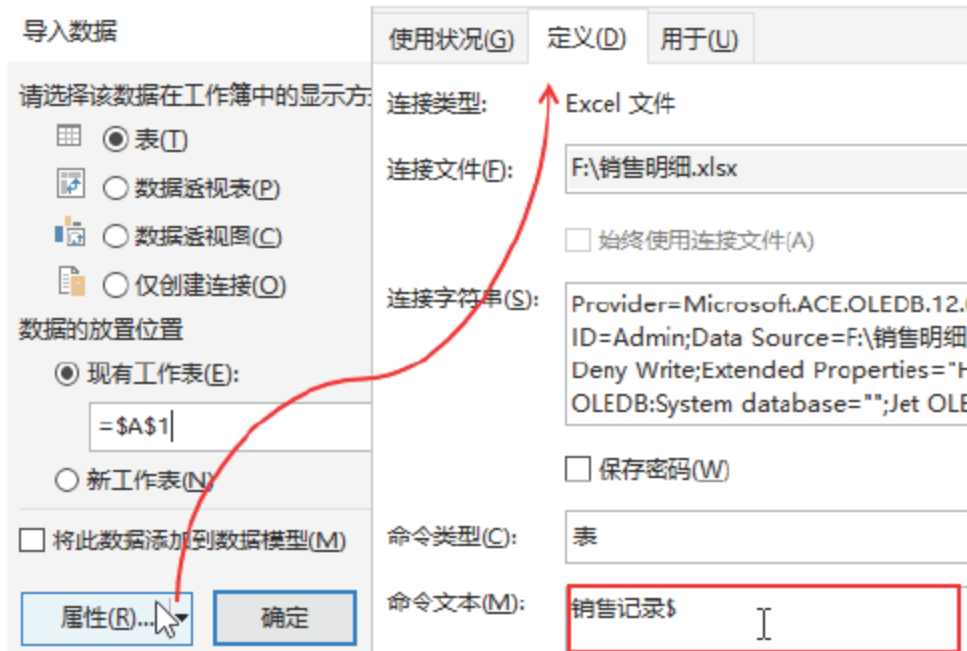 导入数据
请选择该数据在工作簿中的显示方
表(T)
数据透视表(P)
数据透视图(C)
仅创建连接(O)
数据的放置位置
现有工作表(E):
=$A$1
新工作表(N)
将此数据添加到数据模型(M)
属性(R)...
确定
使用状况(G)
定义(D)
用于(U)
连接类型:
Excel 文件
连接文件(F):
F:\销售明细.xlsx
始终使用连接文件(A)
连接字符串(S):
Provider=Microsoft.ACE.OLEDB.12.
ID=Admin;Data Source=F:\销售明细
Deny Write;Extended Properties="H
OLEDB:System database="";Jet OLE
保存密码(W)
命令类型(C):
表
命令文本(M):
销售记录$